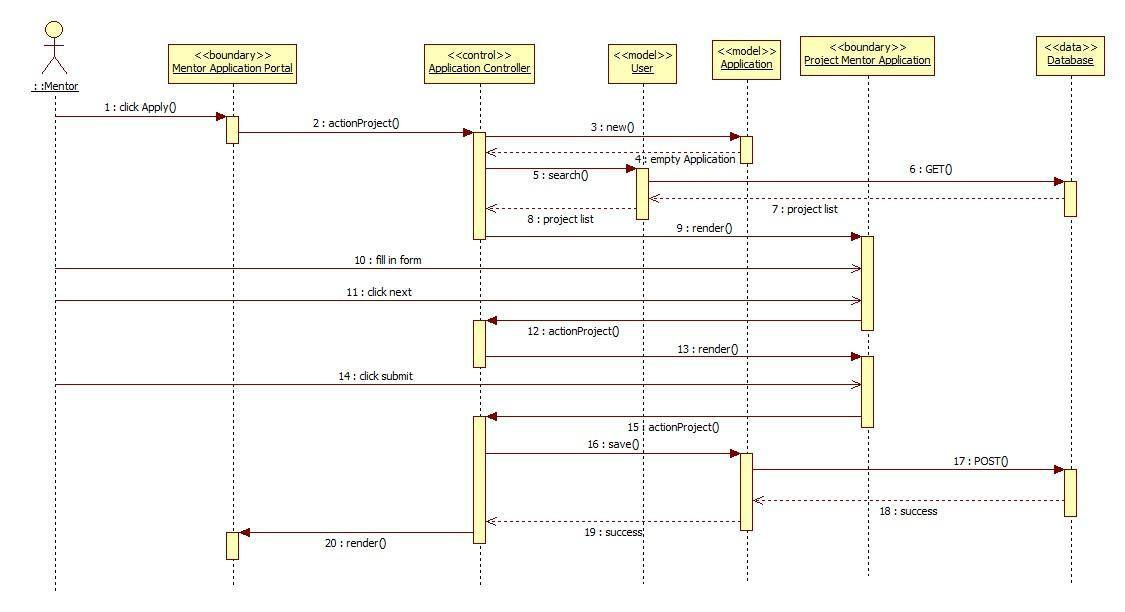 : :Mentor
<<boundary>>
Mentor Application Portal
<<control>>
Application Controller
<<model>>
User
<<model>>
Application
<<boundary>>
Project Mentor Application
<<data>>
Database
1 : click Apply()
2 : actionProject()
3 : new()
4 : empty Application
5 : search()
6 : GET()
7 : project list
8 : project list
9 : render()
10 : fill in form
11 : click next
12 : actionProject()
13 : render()
14 : click submit
15 : actionProject()
16 : save()
17 : POST()
18 : success
19 : success
20 : render()